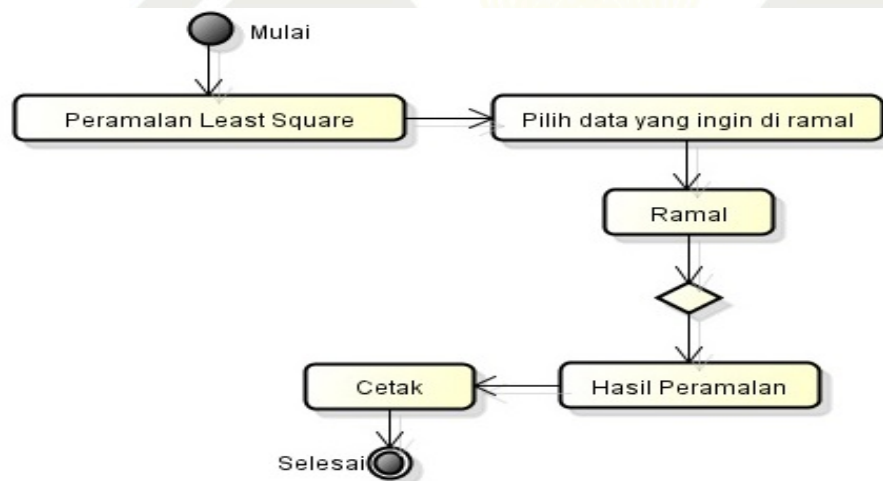 Mulai
Peramalan Least Square
Pilih data yang ingin di ramal
Ramal
Hasil Peramalan
Cetak
Selesai